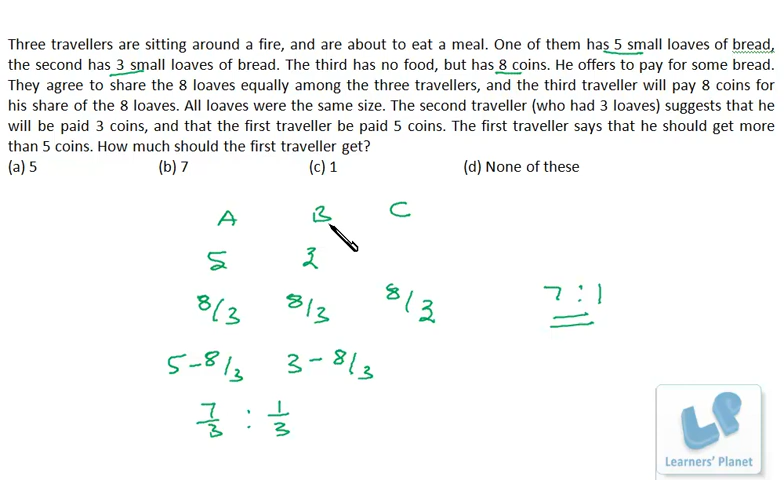 Three travellers are sitting around a fire, and are about to eat a meal. One of them has 5 small loaves of bread,
the second has 3 small loaves of bread. The third has no food, but has 8 coins. He offers to pay for some bread.
They agree to share the 8 loaves equally among the three travellers, and the third traveller will pay 8 coins for
his share of the 8 loaves. All loaves were the same size. The second traveller (who had 3 loaves) suggests that he
will be paid 3 coins, and that the first traveller be paid 5 coins. The first traveller says that he should get more
than 5 coins. How much should the first traveller get?
(a) 5 (b) 7 (c) 1 (d) None of these
A B C
5 3
8/3 8/3 8/3 7 : 1
5 - 8/3 3 - 8/3
7/3 : 1/3
LP
Learners' Planet